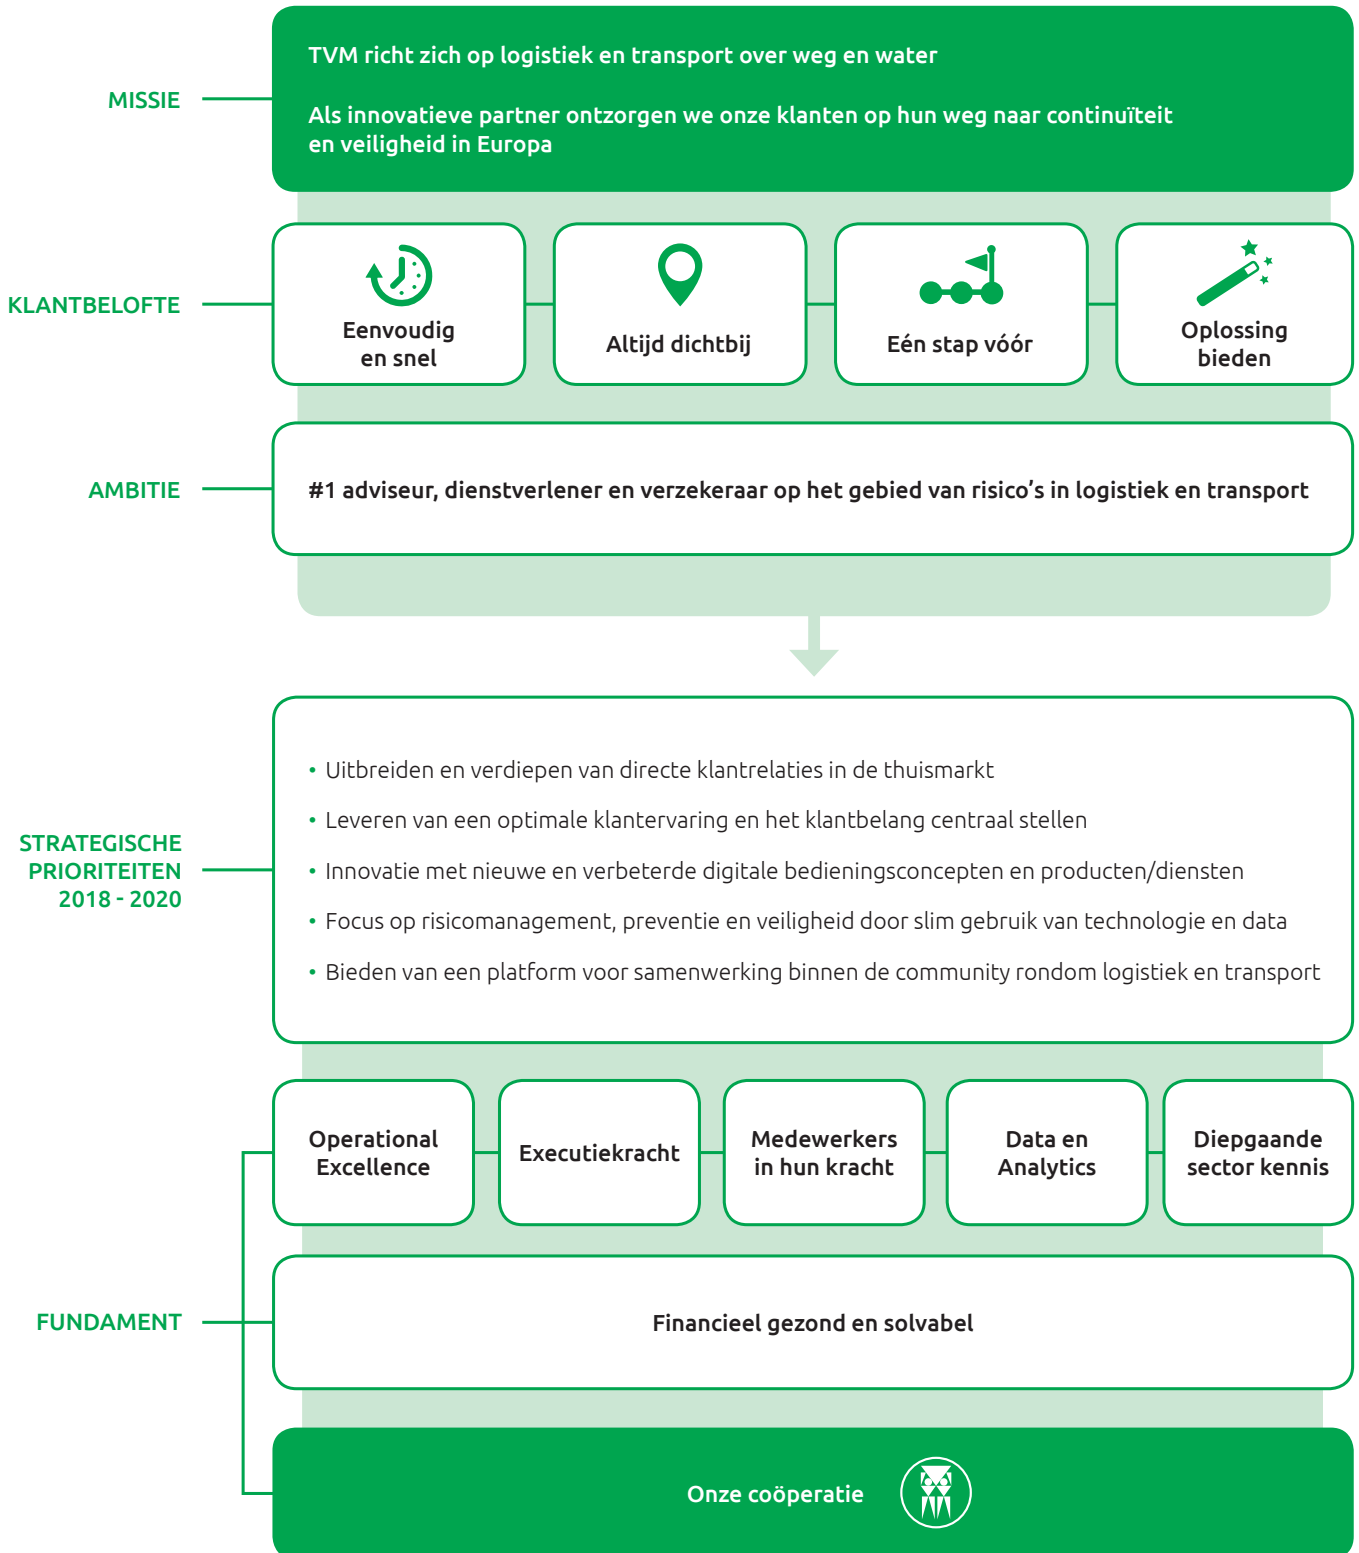 MISSIE
TVM richt zich op logistiek en transport over weg en water
Als innovatieve partner ontzorgen we onze klanten op hun weg naar continuïteit
en veiligheid in Europa
KLANTBELOFTE
Eenvoudig
en snel
Altijd dichtbij
Eén stap vóór
Oplossing
bieden
AMBITIE
#1 adviseur, dienstverlener en verzekeraar op het gebied van risico’s in logistiek en transport
STRATEGISCHE
PRIORITEITEN
2018 - 2020
• Uitbreiden en verdiepen van directe klantrelaties in de thuismarkt
• Leveren van een optimale klantervaring en het klantbelang centraal stellen
• Innovatie met nieuwe en verbeterde digitale bedieningsconcepten en producten/diensten
• Focus op risicomanagement, preventie en veiligheid door slim gebruik van technologie en data
• Bieden van een platform voor samenwerking binnen de community rondom logistiek en transport
FUNDAMENT
Operational
Excellence
Executiekracht
Medewerkers
in hun kracht
Data en
Analytics
Diepgaande
sector kennis
Financieel gezond en solvabel
Onze coöperatie